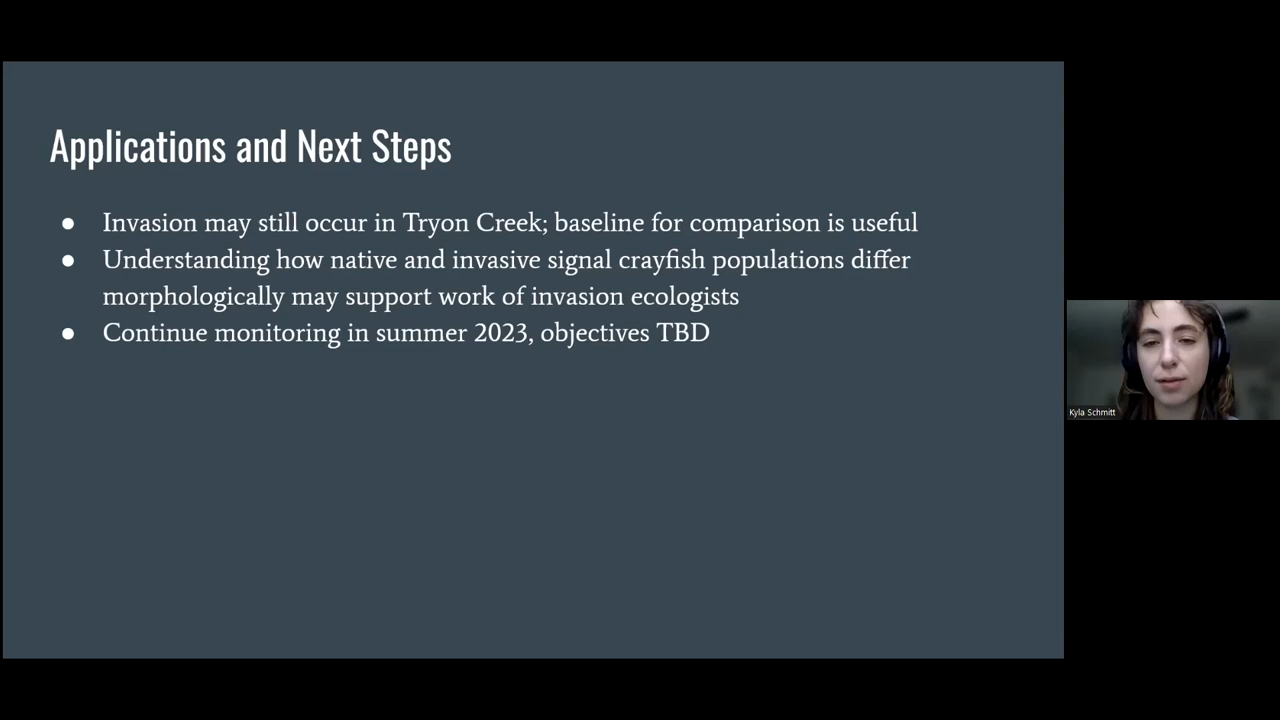 Applications and Next Steps
● Invasion may still occur in Tryon Creek; baseline for comparison is useful
● Understanding how native and invasive signal crayfish populations differ
morphologically may support work of invasion ecologists
● Continue monitoring in summer 2023, objectives TBD
Kyla Schmitt